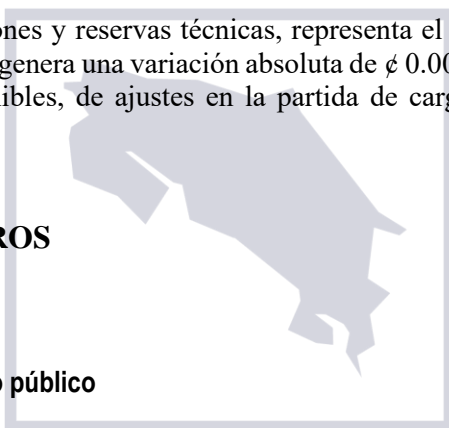 ones y reservas técnicas, representa el
genera una variación absoluta de ¢ 0.00
nibles, de ajustes en la partida de carg
ROS
o público